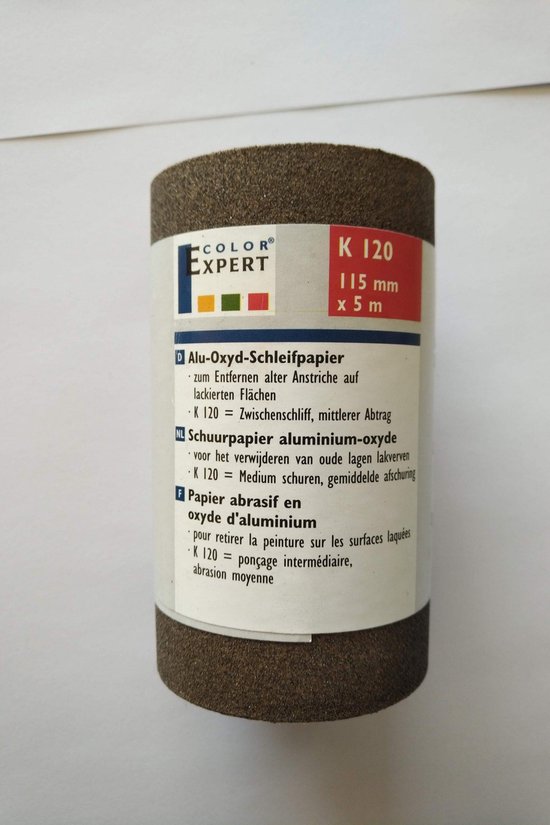 COLOR®
EXPERT
K 120
115 mm
x 5 m
D Alu-Oxyd-Schleifpapier
· zum Entfernen alter Anstriche auf
lackierten Flächen
· K 120 = Zwischenschliff, mittlerer Abtrag
NL Schuurpapier aluminium-oxyde
· voor het verwijderen van oude lagen lakverven
· K 120 = Medium schuren, gemiddelde afschuring
F Papier abrasif en
oxyde d'aluminium
· pour retirer la peinture sur les surfaces laquées
· K 120 = ponçage intermédiaire,
abrasion moyenne